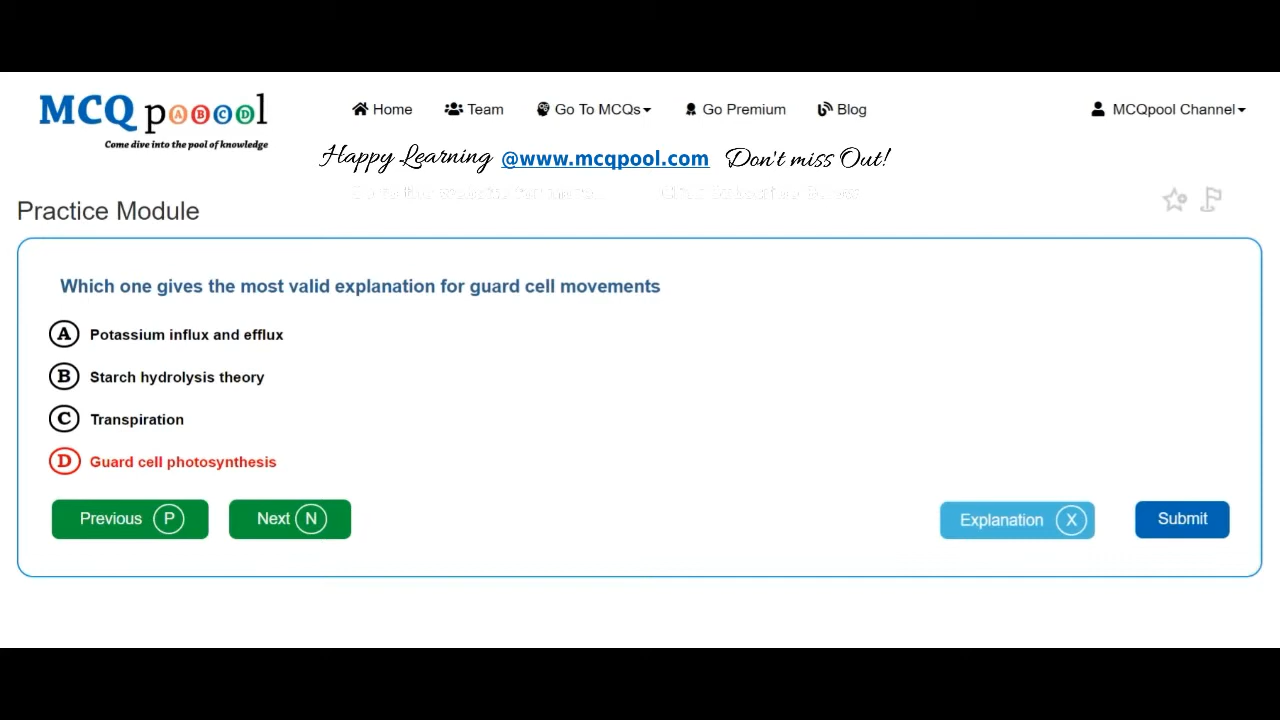 MCQ pooool
Come dive into the pool of knowledge
Home Team Go To MCQs Go Premium Blog MCQpool Channel
Happy Learning @www.mcqpool.com Don't miss Out!
Practice Module
Which one gives the most valid explanation for guard cell movements
A Potassium influx and efflux
B Starch hydrolysis theory
C Transpiration
D Guard cell photosynthesis
Previous P Next N Explanation X Submit